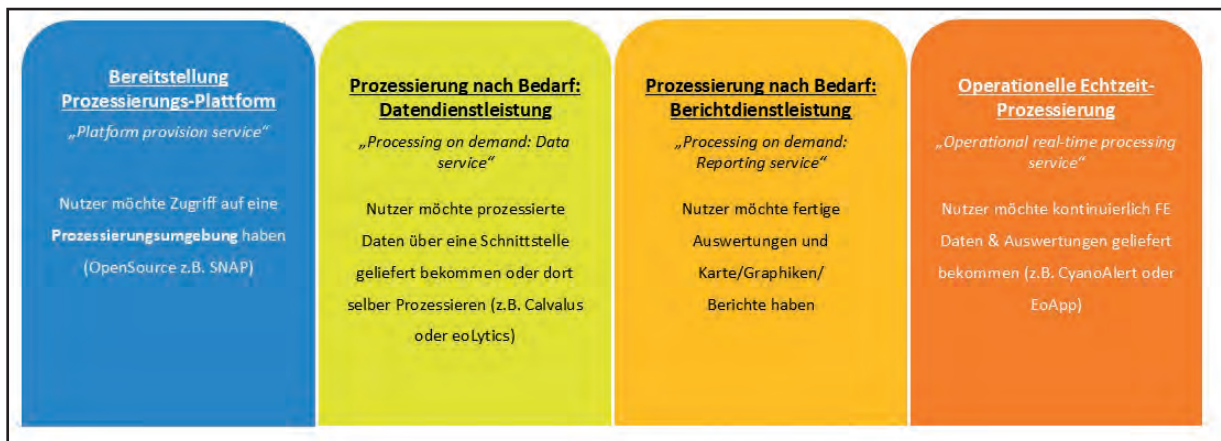 Bereitstellung
Prozessierungs-Plattform
„Platform provision service“
Nutzer möchte Zugriff auf eine
Prozessierungsumgebung haben
(OpenSource z.B. SNAP)
Prozessierung nach Bedarf:
Datendienstleistung
„Processing on demand: Data
service“
Nutzer möchte prozessierte
Daten über eine Schnittstelle
geliefert bekommen oder dort
selber Prozessieren (z.B. Calvalus
oder eoLytics)
Prozessierung nach Bedarf:
Berichtdienstleistung
„Processing on demand:
Reporting service“
Nutzer möchte fertige
Auswertungen und
Karte/Graphiken/
Berichte haben
Operationelle Echtzeit-
Prozessierung
„Operational real-time processing
service“
Nutzer möchte kontinuierlich FE
Daten & Auswertungen geliefert
bekommen (z.B. CyanoAlert oder
EoApp)